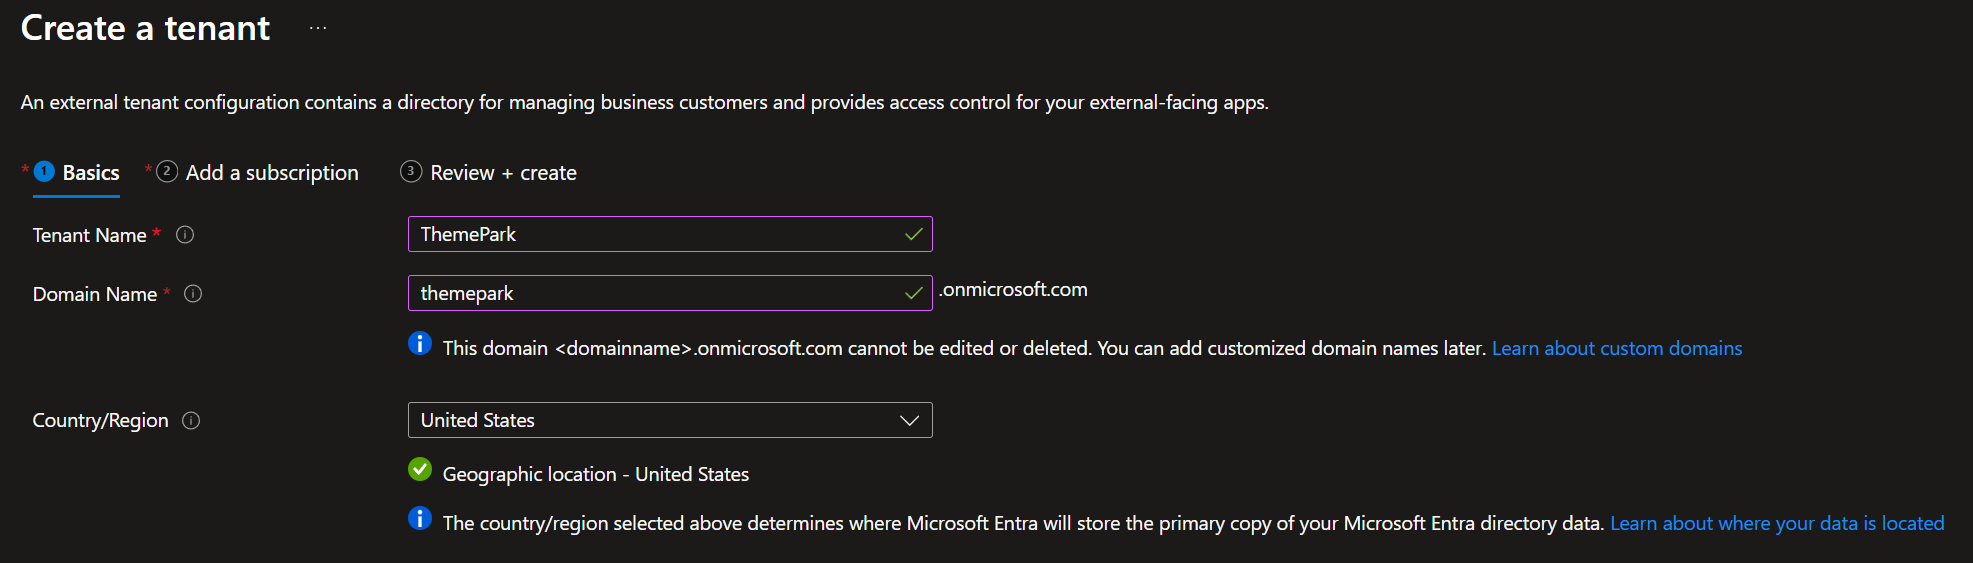 Create a tenant ...
An external tenant configuration contains a directory for managing business customers and provides access control for your external-facing apps.
* 1 Basics * 2 Add a subscription 3 Review + create
Tenant Name * ThemePark
Domain Name * themepark .onmicrosoft.com
This domain <domainname>.onmicrosoft.com cannot be edited or deleted. You can add customized domain names later. Learn about custom domains
Country/Region United States
Geographic location - United States
The country/region selected above determines where Microsoft Entra will store the primary copy of your Microsoft Entra directory data. Learn about where your data is located